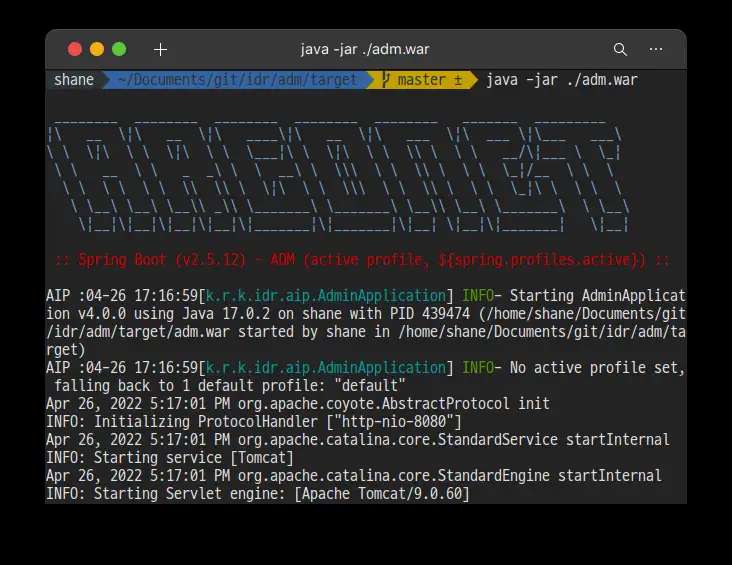 java -jar ./adm.war
shane ~/Documents/git/idr/adm/target master ± java -jar ./adm.war
:: Spring Boot (v2.5.12) - ADM (active profile, ${spring.profiles.active}) ::
AIP :04-26 17:16:59[k.r.k.idr.aip.AdminApplication] INFO- Starting AdminApplicat
ion v4.0.0 using Java 17.0.2 on shane with PID 439474 (/home/shane/Documents/git
/idr/adm/target/adm.war started by shane in /home/shane/Documents/git/idr/adm/ta
rget)
AIP :04-26 17:16:59[k.r.k.idr.aip.AdminApplication] INFO- No active profile set,
falling back to 1 default profile: "default"
Apr 26, 2022 5:17:01 PM org.apache.coyote.AbstractProtocol init
INFO: Initializing ProtocolHandler ["http-nio-8080"]
Apr 26, 2022 5:17:01 PM org.apache.catalina.core.StandardService startInternal
INFO: Starting service [Tomcat]
Apr 26, 2022 5:17:01 PM org.apache.catalina.core.StandardEngine startInternal
INFO: Starting Servlet engine: [Apache Tomcat/9.0.60]